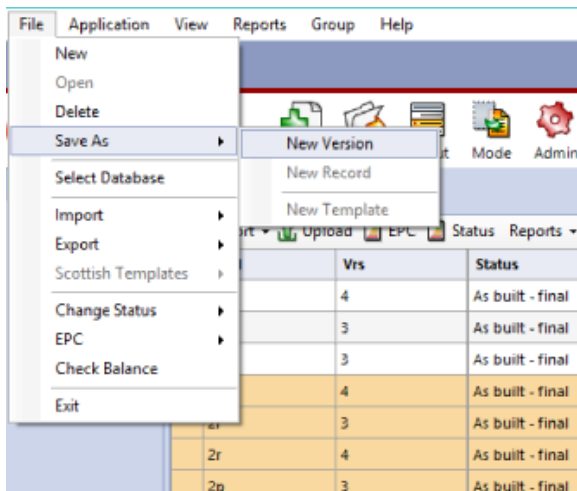 File Application View Reports Group Help
New
Open
Delete
Save As
New Version
Mode Admin
Select Database
New Record
New Template
Import
Upload EPC Status Reports
Export
Vrs Status
Scottish Templates
4 As built - final
Change Status
3 As built - final
EPC
3 As built - final
Check Balance
4 As built - final
Exit
3 As built - final
2r 4 As built - final
2p 3 As built - final